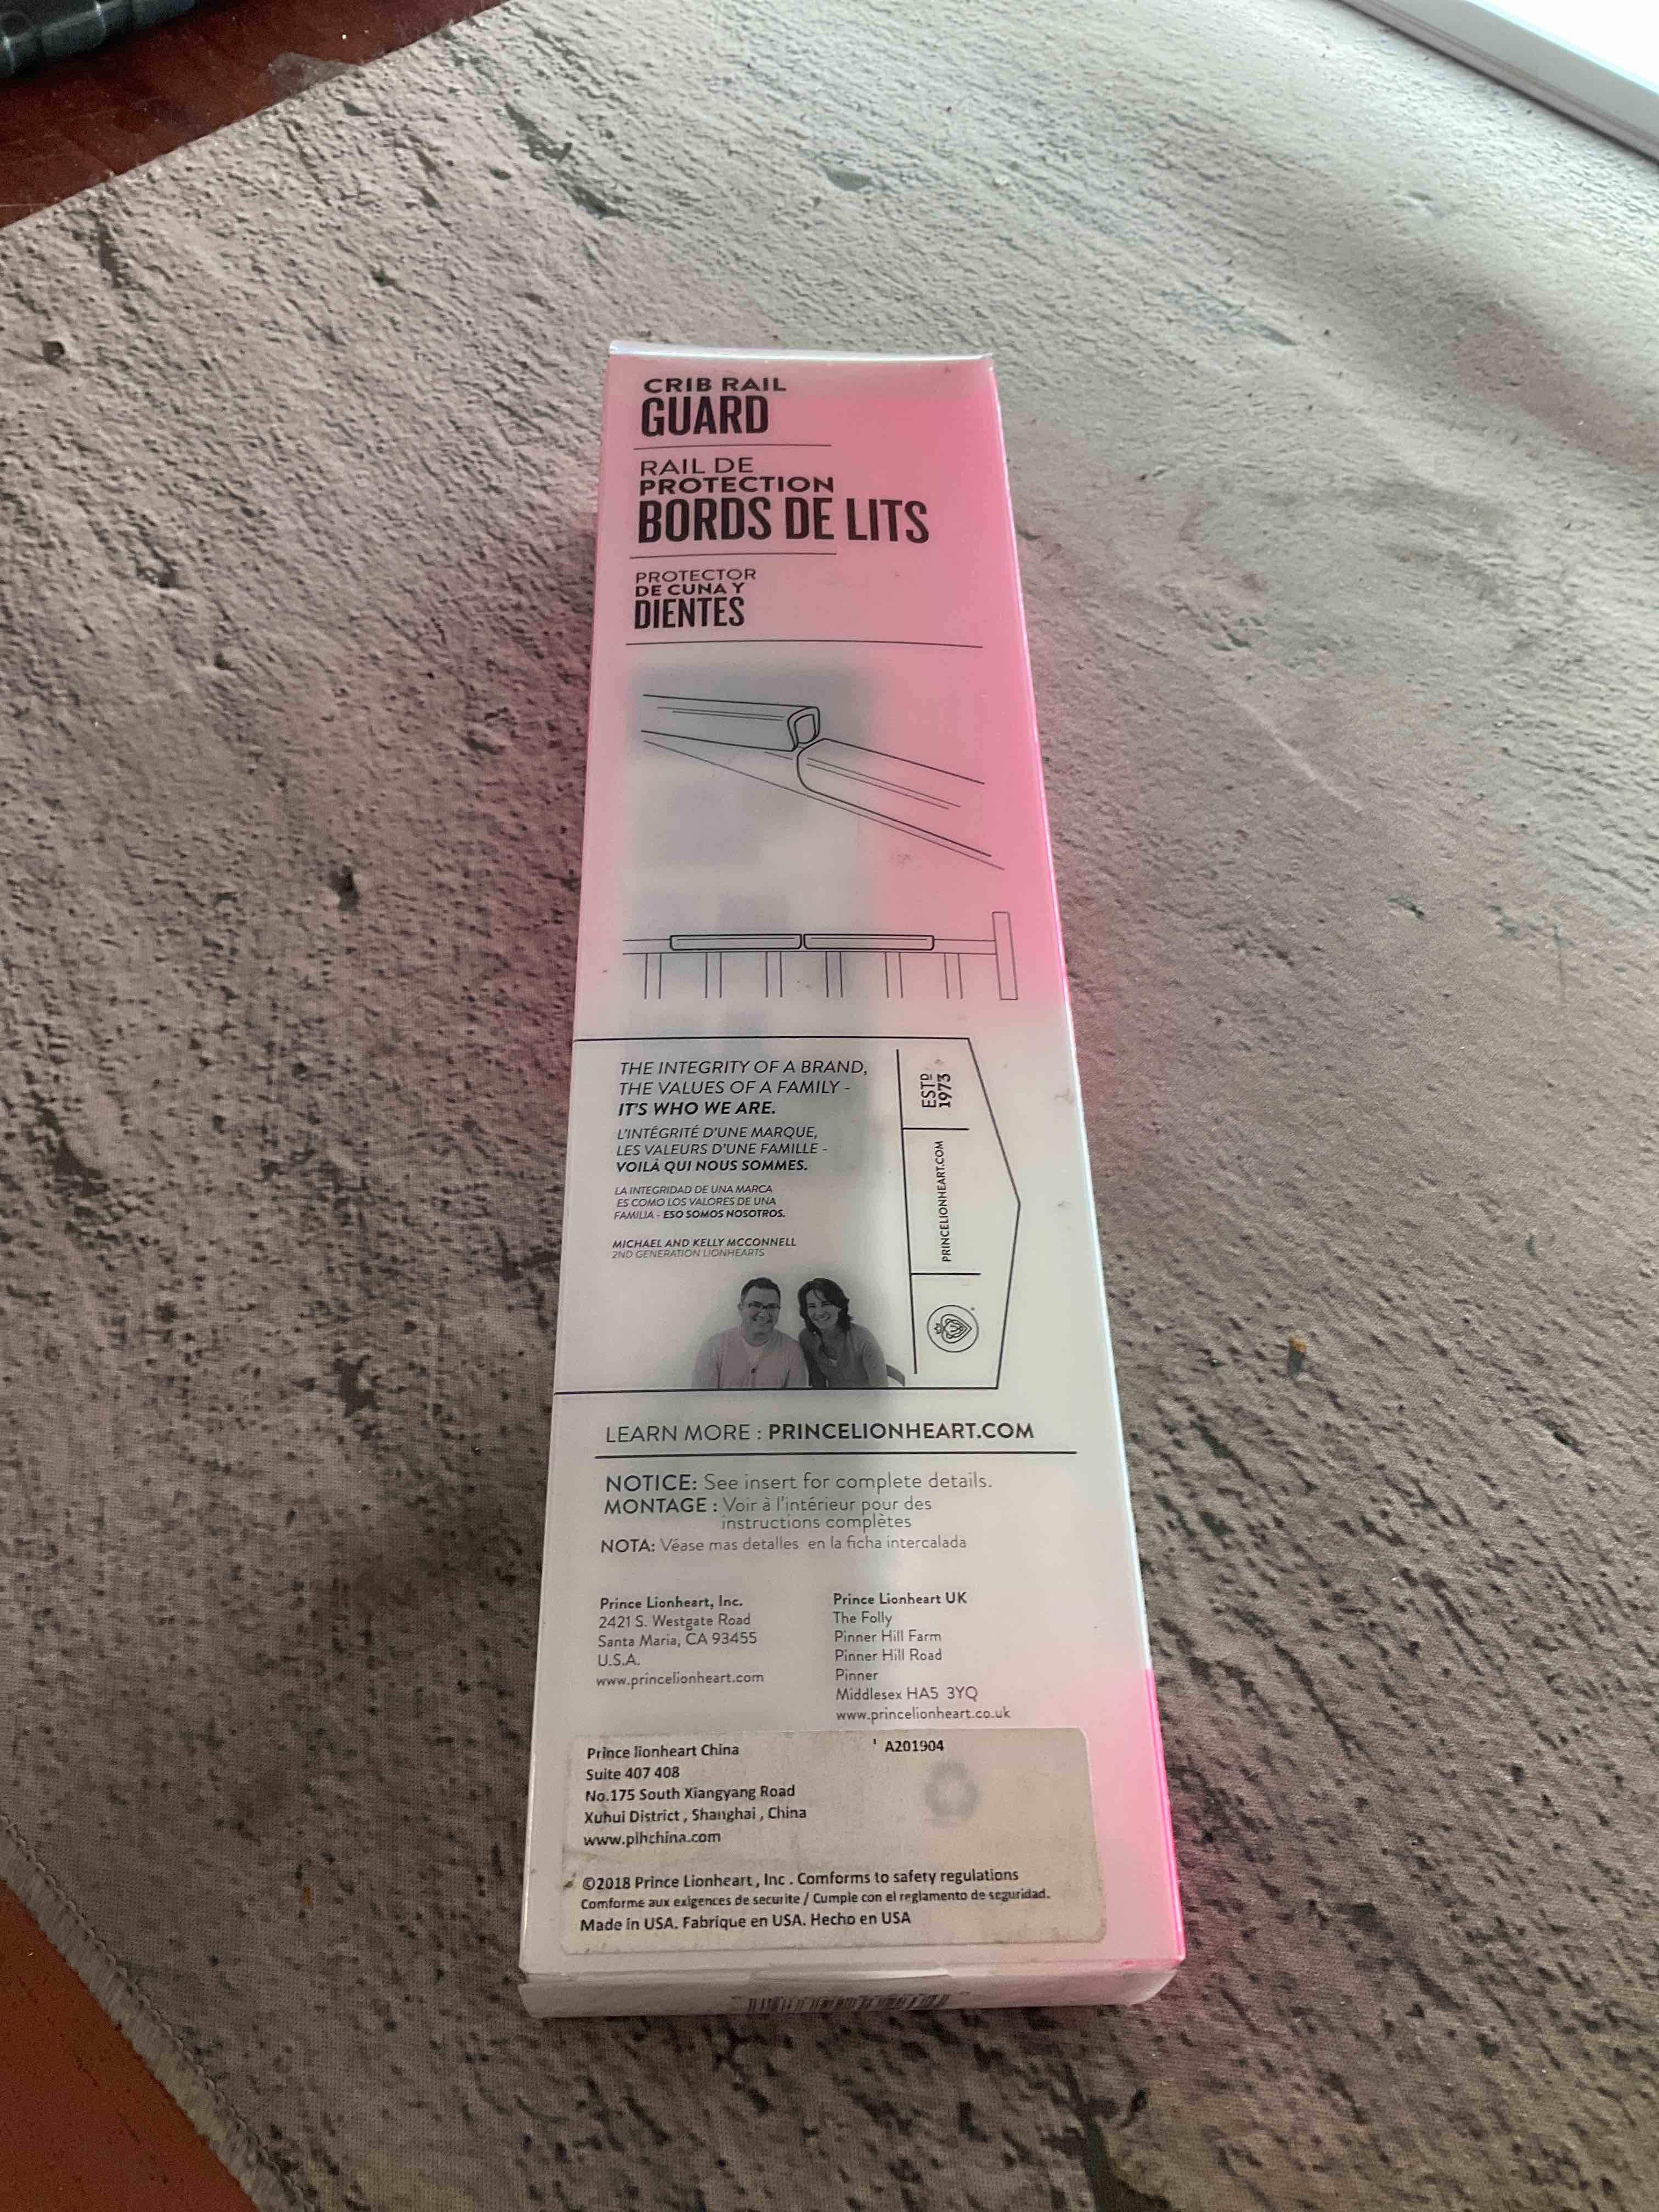 CRIB RAIL
GUARD
RAIL DE
PROTECTION
BORDS DE LITS
PROTECTOR
DE CUNA Y
DIENTES
THE INTEGRITY OF A BRAND,
THE VALUES OF A FAMILY -
IT'S WHO WE ARE.
L'INTÉGRITÉ D'UNE MARQUE,
LES VALEURS D'UNE FAMILLE -
VOILÀ QUI NOUS SOMMES.
LA INTEGRIDAD DE UNA MARCA
ES COMO LOS VALORES DE UNA
FAMILIA - ESO SOMOS NOSOTROS.
MICHAEL AND KELLY MCCONNELL
2ND GENERATION LIONHEARTS
ESTD
1973
PRINCELIONHEART.COM
LEARN MORE : PRINCELIONHEART.COM
NOTICE: See insert for complete details.
MONTAGE : Voir à l'intérieur pour des
instructions complètes
NOTA: Véase mas detalles en la ficha intercalada
Prince Lionheart, Inc.
2421 S. Westgate Road
Santa Maria, CA 93455
U.S.A.
www.princelionheart.com
Prince Lionheart UK
The Folly
Pinner Hill Farm
Pinner Hill Road
Pinner
Middlesex HA5 3YQ
www.princelionheart.co.uk
Prince lionheart China
Suite 407 408
No.175 South Xiangyang Road
Xuhui District , Shanghai , China
www.plhchina.com
A201904
©2018 Prince Lionheart , Inc . Comforms to safety regulations
Comforme aux exigences de securite / Cumple con el reglamento de seguridad.
Made in USA. Fabrique en USA. Hecho en USA